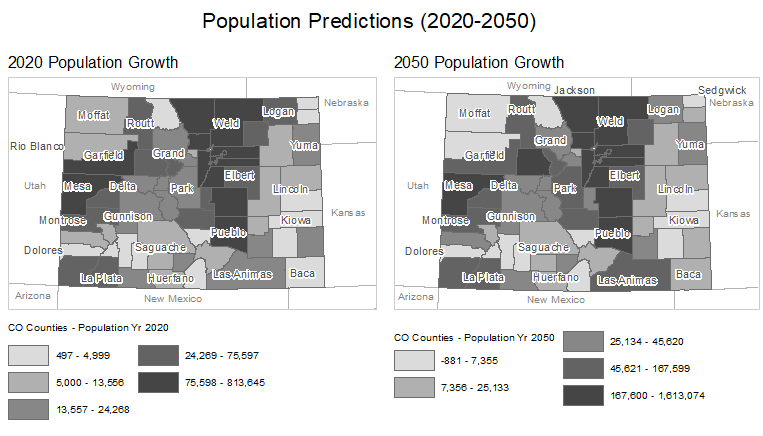 Population Predictions (2020-2050)
2020 Population Growth
Wyoming
Nebraska
Moffat
Routt
Weld
Logan
Rio Blanco
Garfield
Grand
Yuma
Utah
Mesa
Delta
Park
Elbert
Lincoln
Kansas
Montrose
Gunnison
Pueblo
Kiowa
Dolores
Saguache
La Plata
Huerfano
Las Animas
Baca
Arizona
New Mexico
CO Counties - Population Yr 2020
497 - 4,999
5,000 - 13,556
13,557 - 24,268
24,269 - 75,597
75,598 - 813,645
2050 Population Growth
Wyoming
Jackson
Sedgwick
Nebraska
Moffat
Routt
Weld
Logan
Garfield
Grand
Yuma
Utah
Mesa
Delta
Park
Elbert
Lincoln
Kansas
Montrose
Gunnison
Pueblo
Kiowa
Dolores
Saguache
La Plata
Huerfano
Las Animas
Baca
Arizona
New Mexico
CO Counties - Population Yr 2050
-881 - 7,355
7,356 - 25,133
25,134 - 45,620
45,621 - 167,599
167,600 - 1,613,074